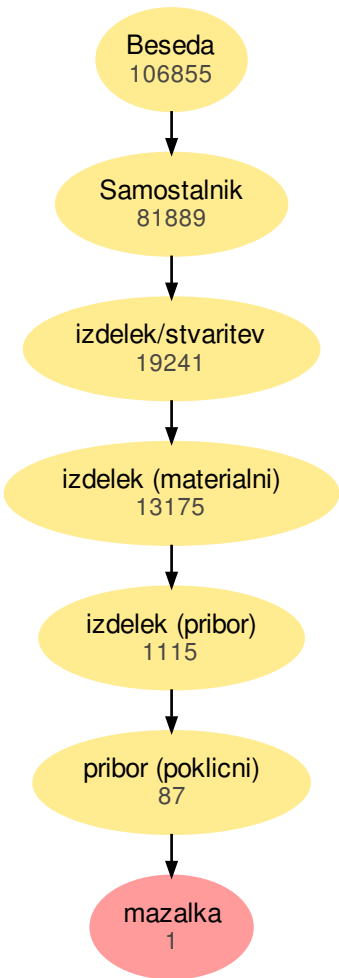 Beseda
106855
Samostalnik
81889
izdelek/stvaritev
19241
izdelek (materialni)
13175
izdelek (pribor)
1115
pribor (poklicni)
87
mazalka
1